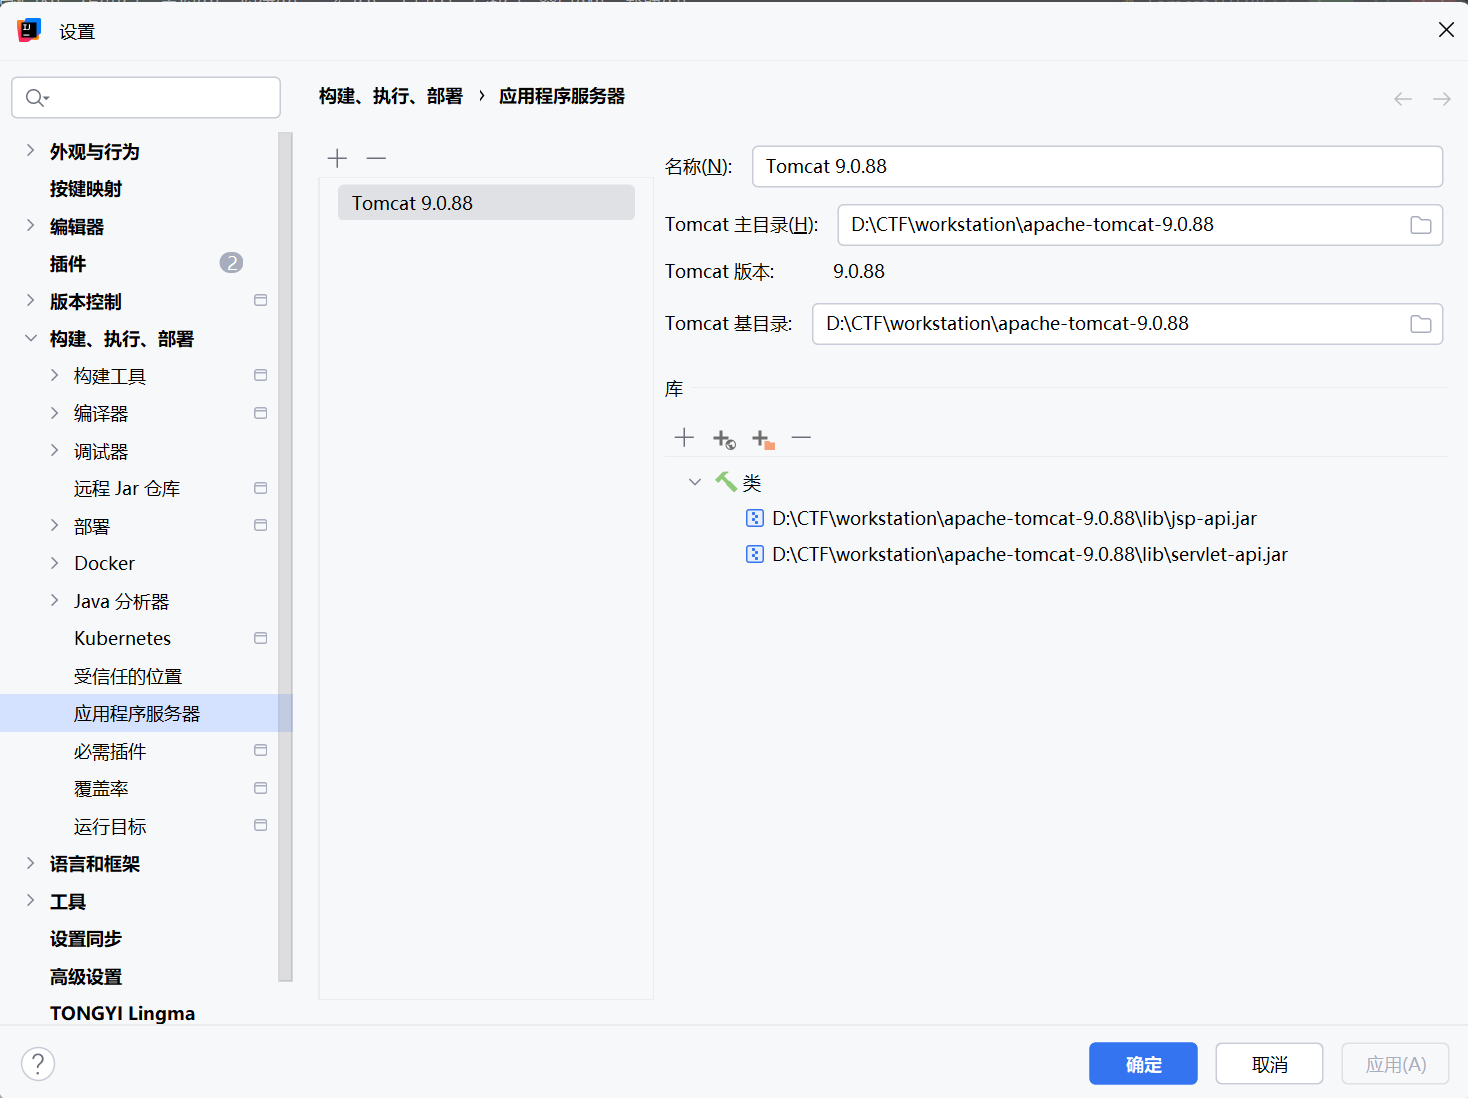 设置
构建、执行、部署 › 应用程序服务器
外观与行为
按键映射
编辑器
插件 2
版本控制
构建、执行、部署
构建工具
编译器
调试器
远程 Jar 仓库
部署
Docker
Java 分析器
Kubernetes
受信任的位置
应用程序服务器
必需插件
覆盖率
运行目标
语言和框架
工具
设置同步
高级设置
TONGYI Lingma
Tomcat 9.0.88
名称(N): Tomcat 9.0.88
Tomcat 主目录(H): D:\CTF\workstation\apache-tomcat-9.0.88
Tomcat 版本: 9.0.88
Tomcat 基目录: D:\CTF\workstation\apache-tomcat-9.0.88
库
类
D:\CTF\workstation\apache-tomcat-9.0.88\lib\jsp-api.jar
D:\CTF\workstation\apache-tomcat-9.0.88\lib\servlet-api.jar
?
确定 取消 应用(A)